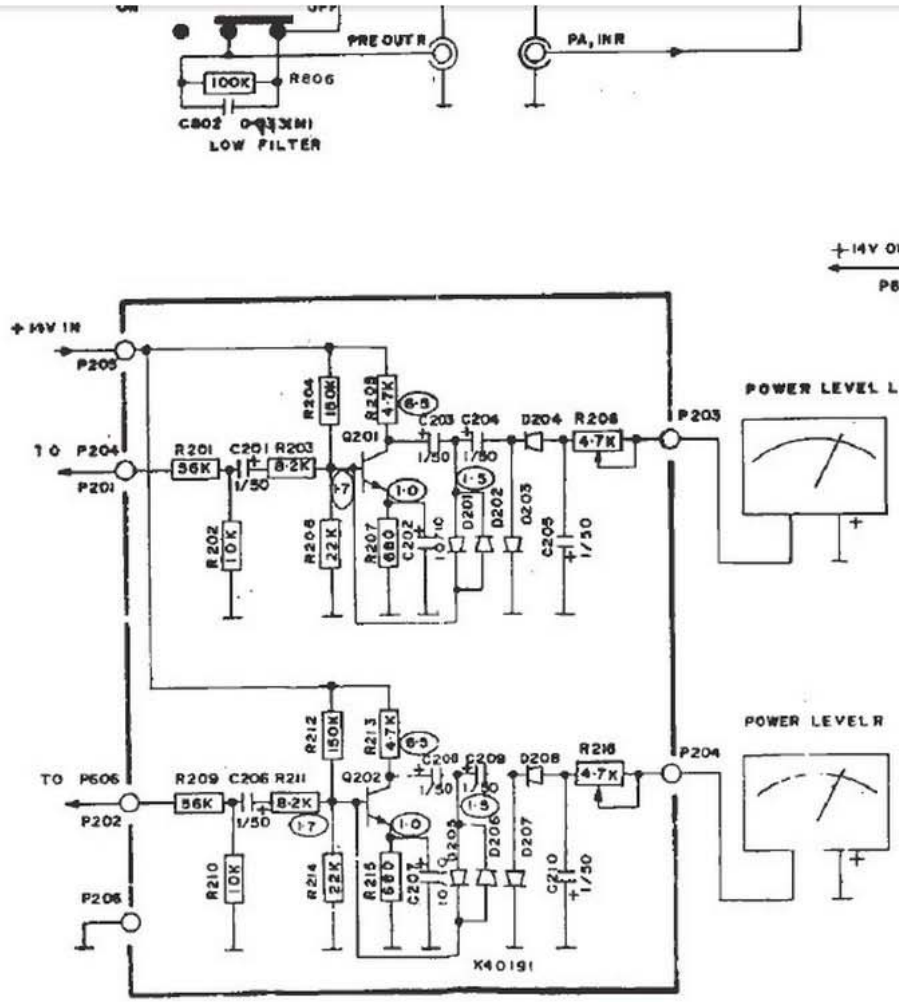 PRE OUT R
PA, IN R
100K
R806
C802
LOW FILTER
+14V
+14V IN
P205
R204
150K
R205
4.7K
6.5
POWER LEVEL L
C203
C204
D204
R208
P203
1/50
1/50
4.7K
Q201
TO P204
P201
R201
56K
C201
1/50
R203
8.2K
1.7
1.0
1.5
D201
D202
D203
R202
10K
R206
22K
R207
680
C202
10/10
C205
1/50
+
R212
150K
R213
4.7K
6.5
POWER LEVEL R
C208
C209
D208
R216
P204
1/50
1/50
4.7K
Q202
TO P606
P202
R209
56K
C206
1/50
R211
8.2K
1.7
1.0
1.5
D205
D206
D207
R210
10K
R214
22K
R215
680
C207
10/10
C210
1/50
+
P206
X40191